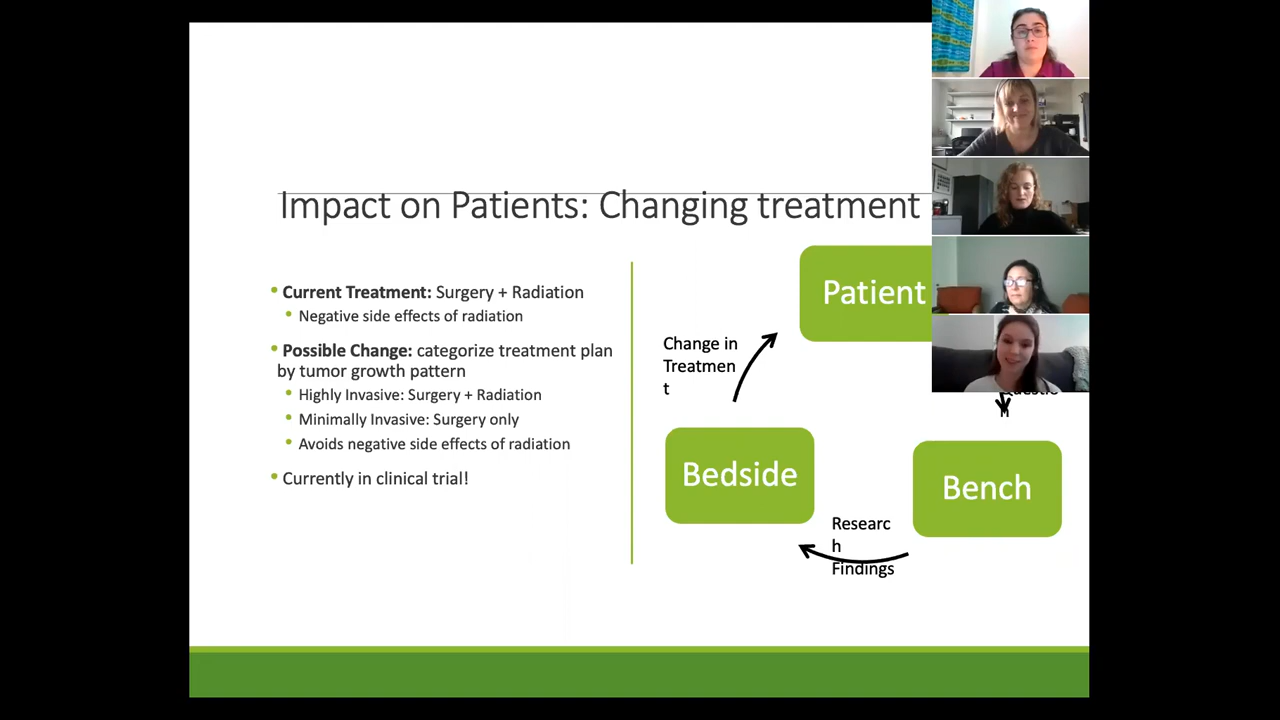 Impact on Patients: Changing treatment
• Current Treatment: Surgery + Radiation
• Negative side effects of radiation
• Possible Change: categorize treatment plan
by tumor growth pattern
• Highly Invasive: Surgery + Radiation
• Minimally Invasive: Surgery only
• Avoids negative side effects of radiation
• Currently in clinical trial!
Patient
Change in
Treatmen
t
Bedside
Bench
Researc
h
Findings